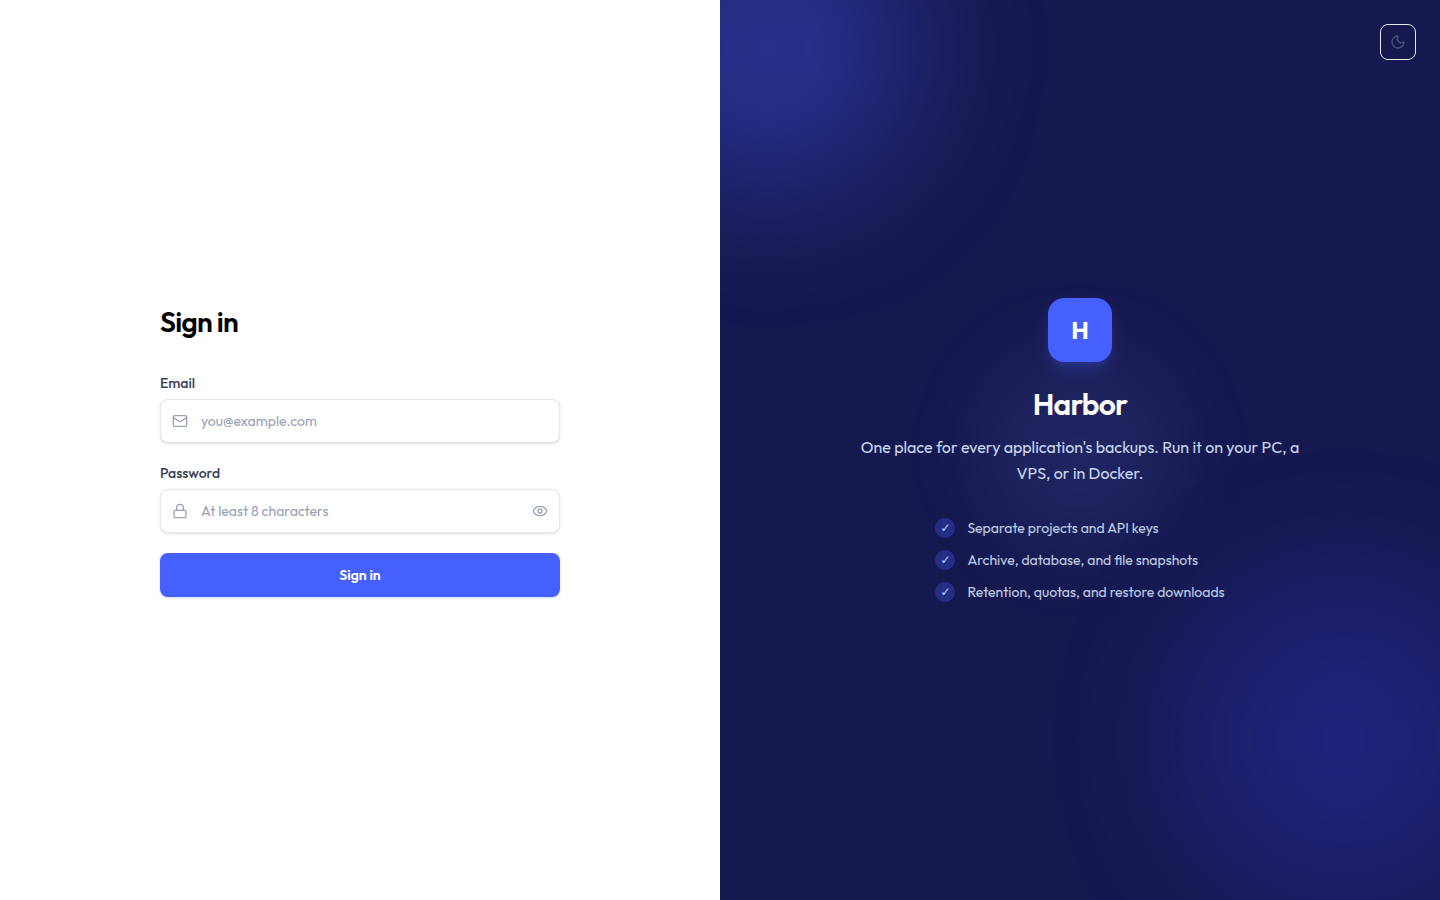 Sign in
Email
you@example.com
Password
At least 8 characters
Sign in
H
Harbor
One place for every application's backups. Run it on your PC, a
VPS, or in Docker.
✓ Separate projects and API keys
✓ Archive, database, and file snapshots
✓ Retention, quotas, and restore downloads